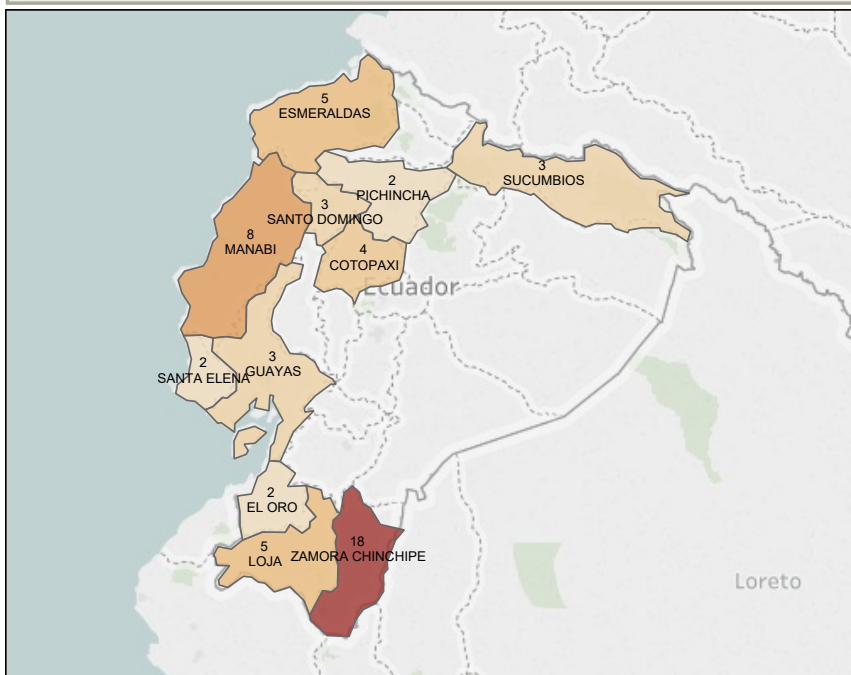 5
ESMERALDAS
3
SUCUMBIOS
2
PICHINCHA
3
SANTO DOMINGO
8
MANABI
4
COTOPAXI
Ecuador
2
SANTA ELENA
3
GUAYAS
2
EL ORO
5
LOJA
18
ZAMORA CHINCHIPE
Loreto